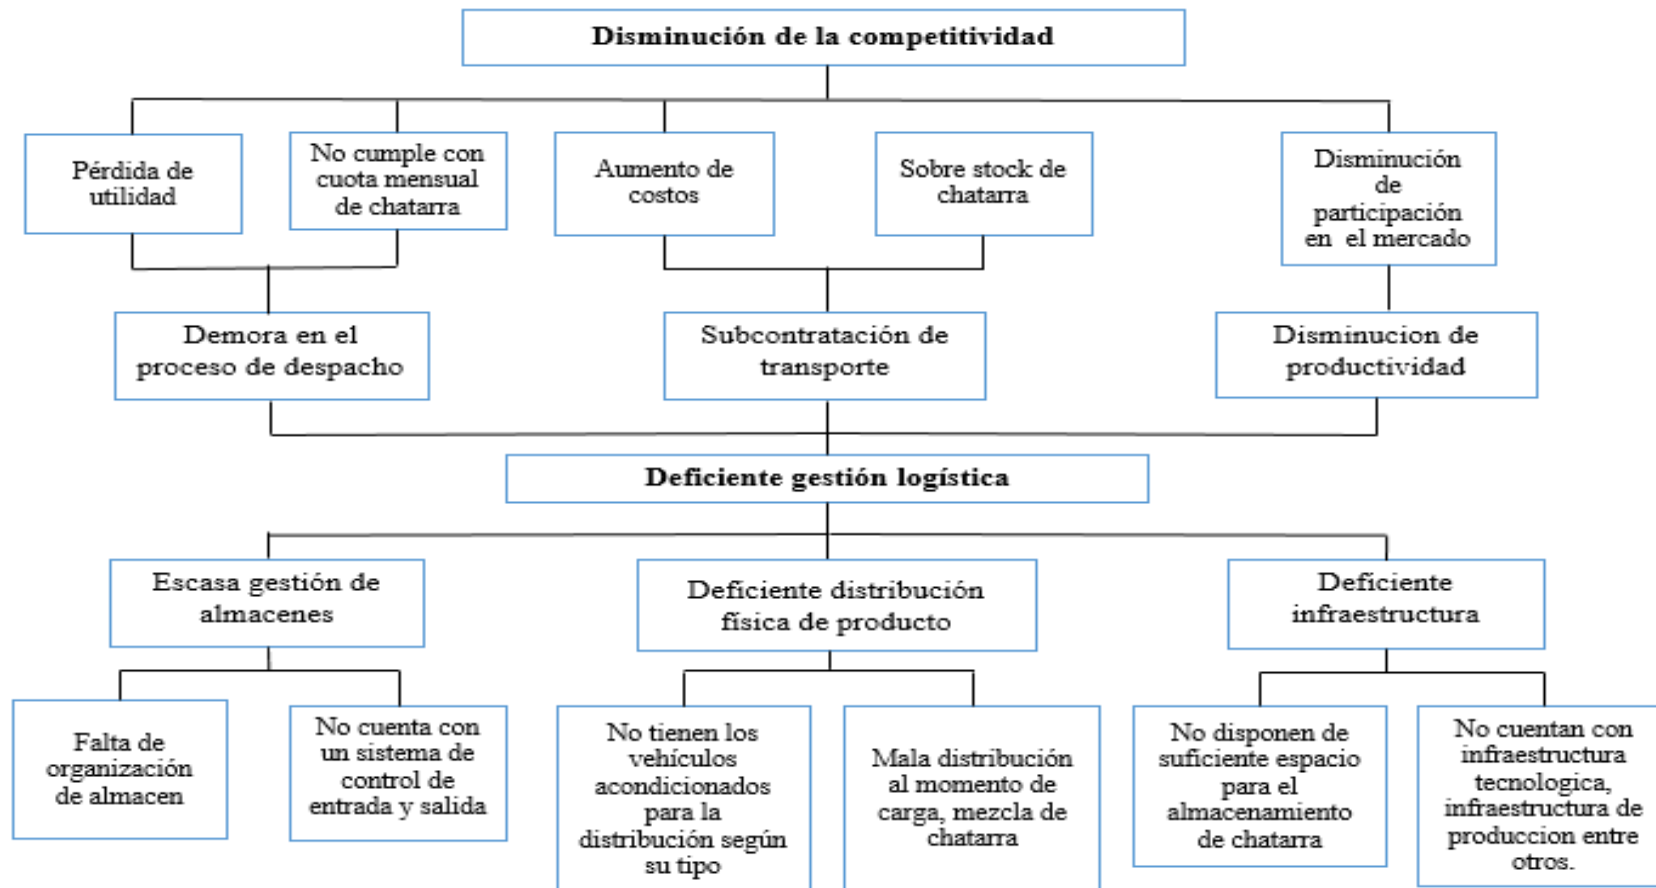 Disminución de la competitividad
Pérdida de
utilidad
No cumple con
cuota mensual
de chatarra
Aumento de
costos
Sobre stock de
chatarra
Disminución
de
participación
en el mercado
Demora en el
proceso de despacho
Subcontratación de
transporte
Disminucion de
productividad
Deficiente gestión logística
Escasa gestión de
almacenes
Deficiente distribución
física de producto
Deficiente
infraestructura
Falta de
organización
de almacen
No cuenta con
un sistema de
control de
entrada y salida
No tienen los
vehículos
acondicionados
para la
distribución según
su tipo
Mala distribución
al momento de
carga, mezcla de
chatarra
No disponen de
suficiente espacio
para el
almacenamiento
de chatarra
No cuentan con
infraestructura
tecnologica,
infraestructura de
produccion entre
otros.